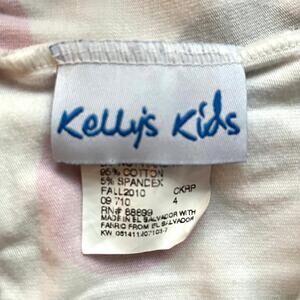 Kelly's Kids
95% COTTON
5% SPANDEX
FALL2010 CKRP
09 710 4
RN# 88699
MADE IN EL SALVADOR WITH
FABRIC FROM EL SALVADOR